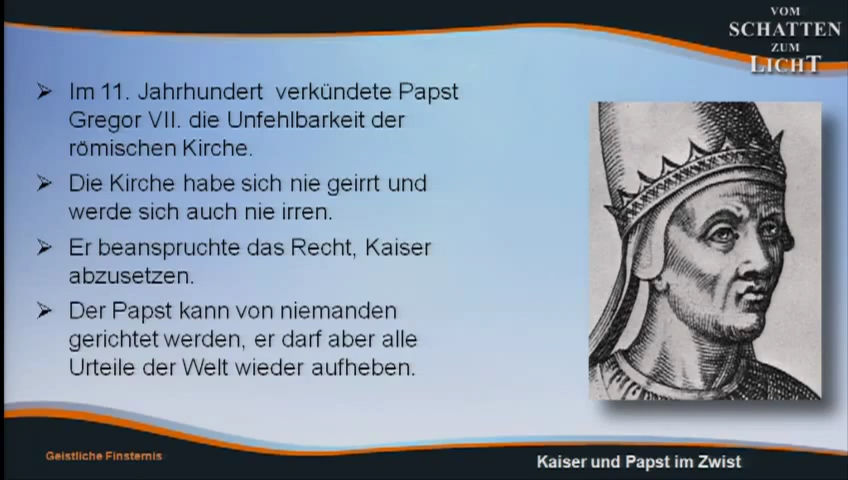 VOM
SCHATTEN
ZUM
LICHT
➢ Im 11. Jahrhundert verkündete Papst
Gregor VII. die Unfehlbarkeit der
römischen Kirche.
➢ Die Kirche habe sich nie geirrt und
werde sich auch nie irren.
➢ Er beanspruchte das Recht, Kaiser
abzusetzen.
➢ Der Papst kann von niemanden
gerichtet werden, er darf aber alle
Urteile der Welt wieder aufheben.
Geistliche Finsternis
Kaiser und Papst im Zwist